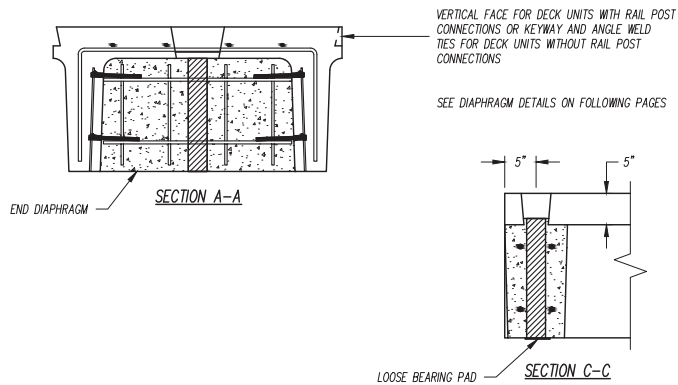 VERTICAL FACE FOR DECK UNITS WITH RAIL POST
CONNECTIONS OR KEYWAY AND ANGLE WELD
TIES FOR DECK UNITS WITHOUT RAIL POST
CONNECTIONS
SEE DIAPHRAGM DETAILS ON FOLLOWING PAGES
5"
5"
END DIAPHRAGM
SECTION A-A
LOOSE BEARING PAD
SECTION C-C